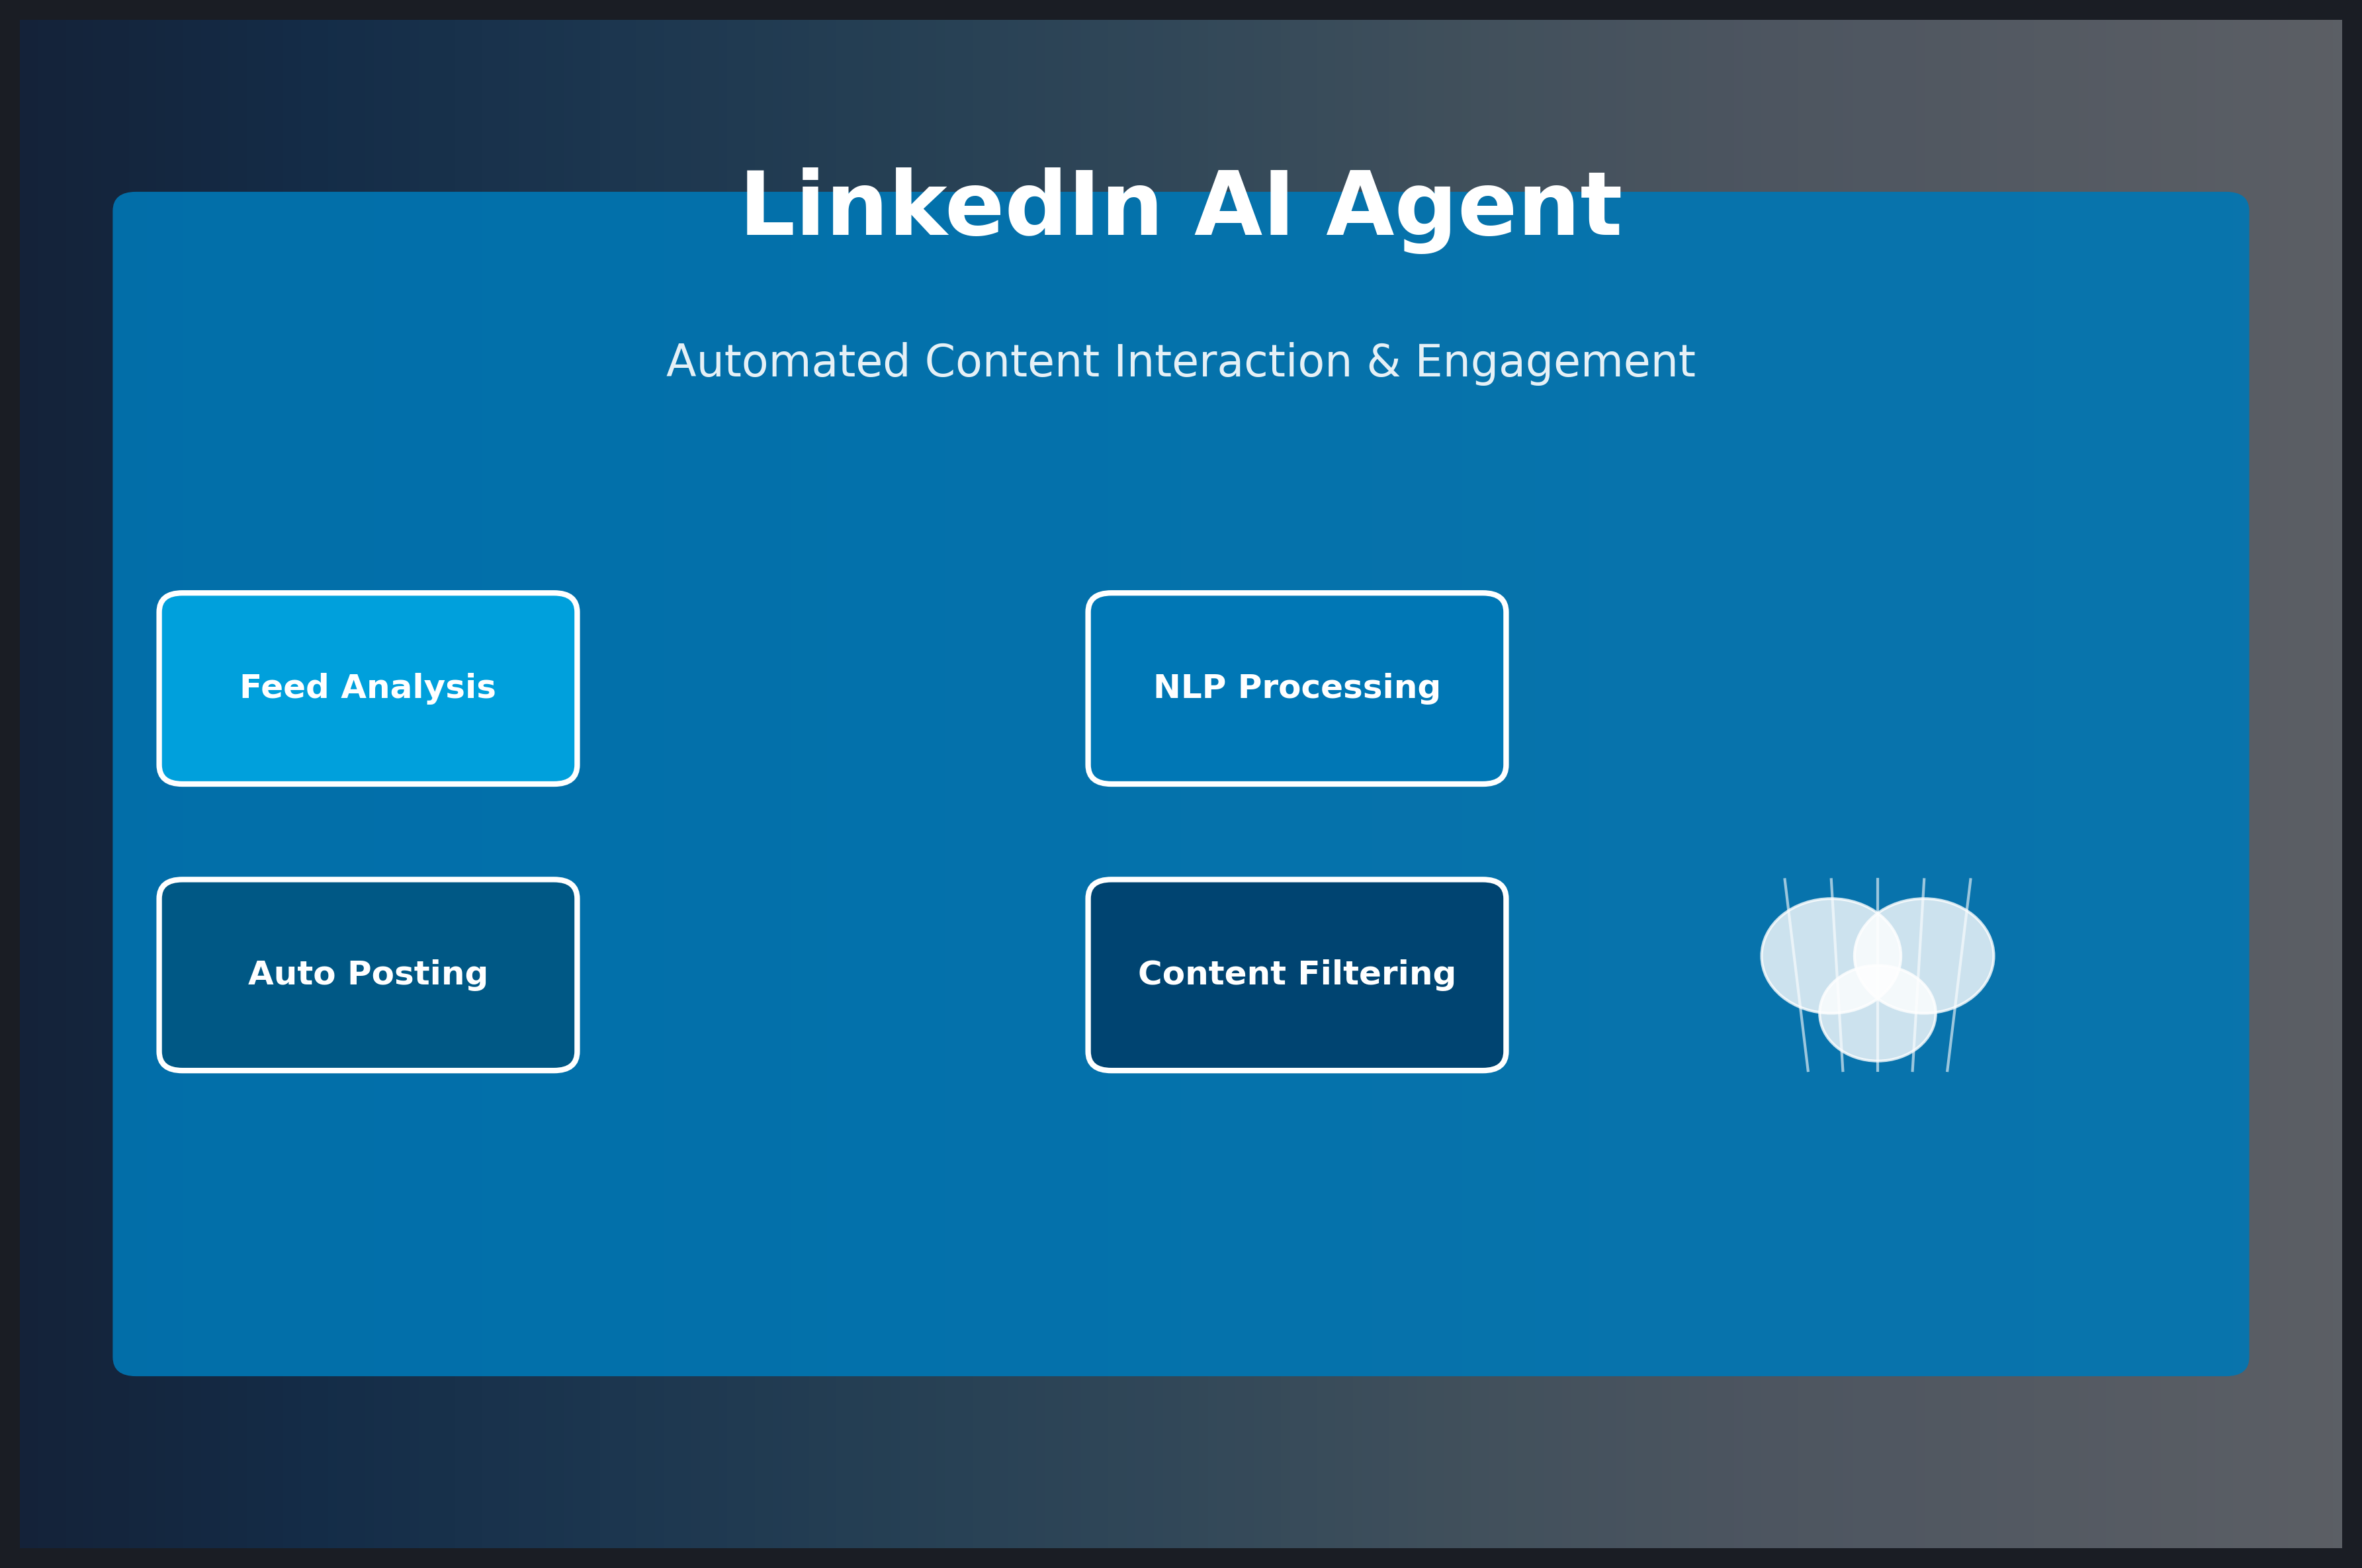 LinkedIn AI Agent
Automated Content Interaction & Engagement
Feed Analysis
NLP Processing
Auto Posting
Content Filtering